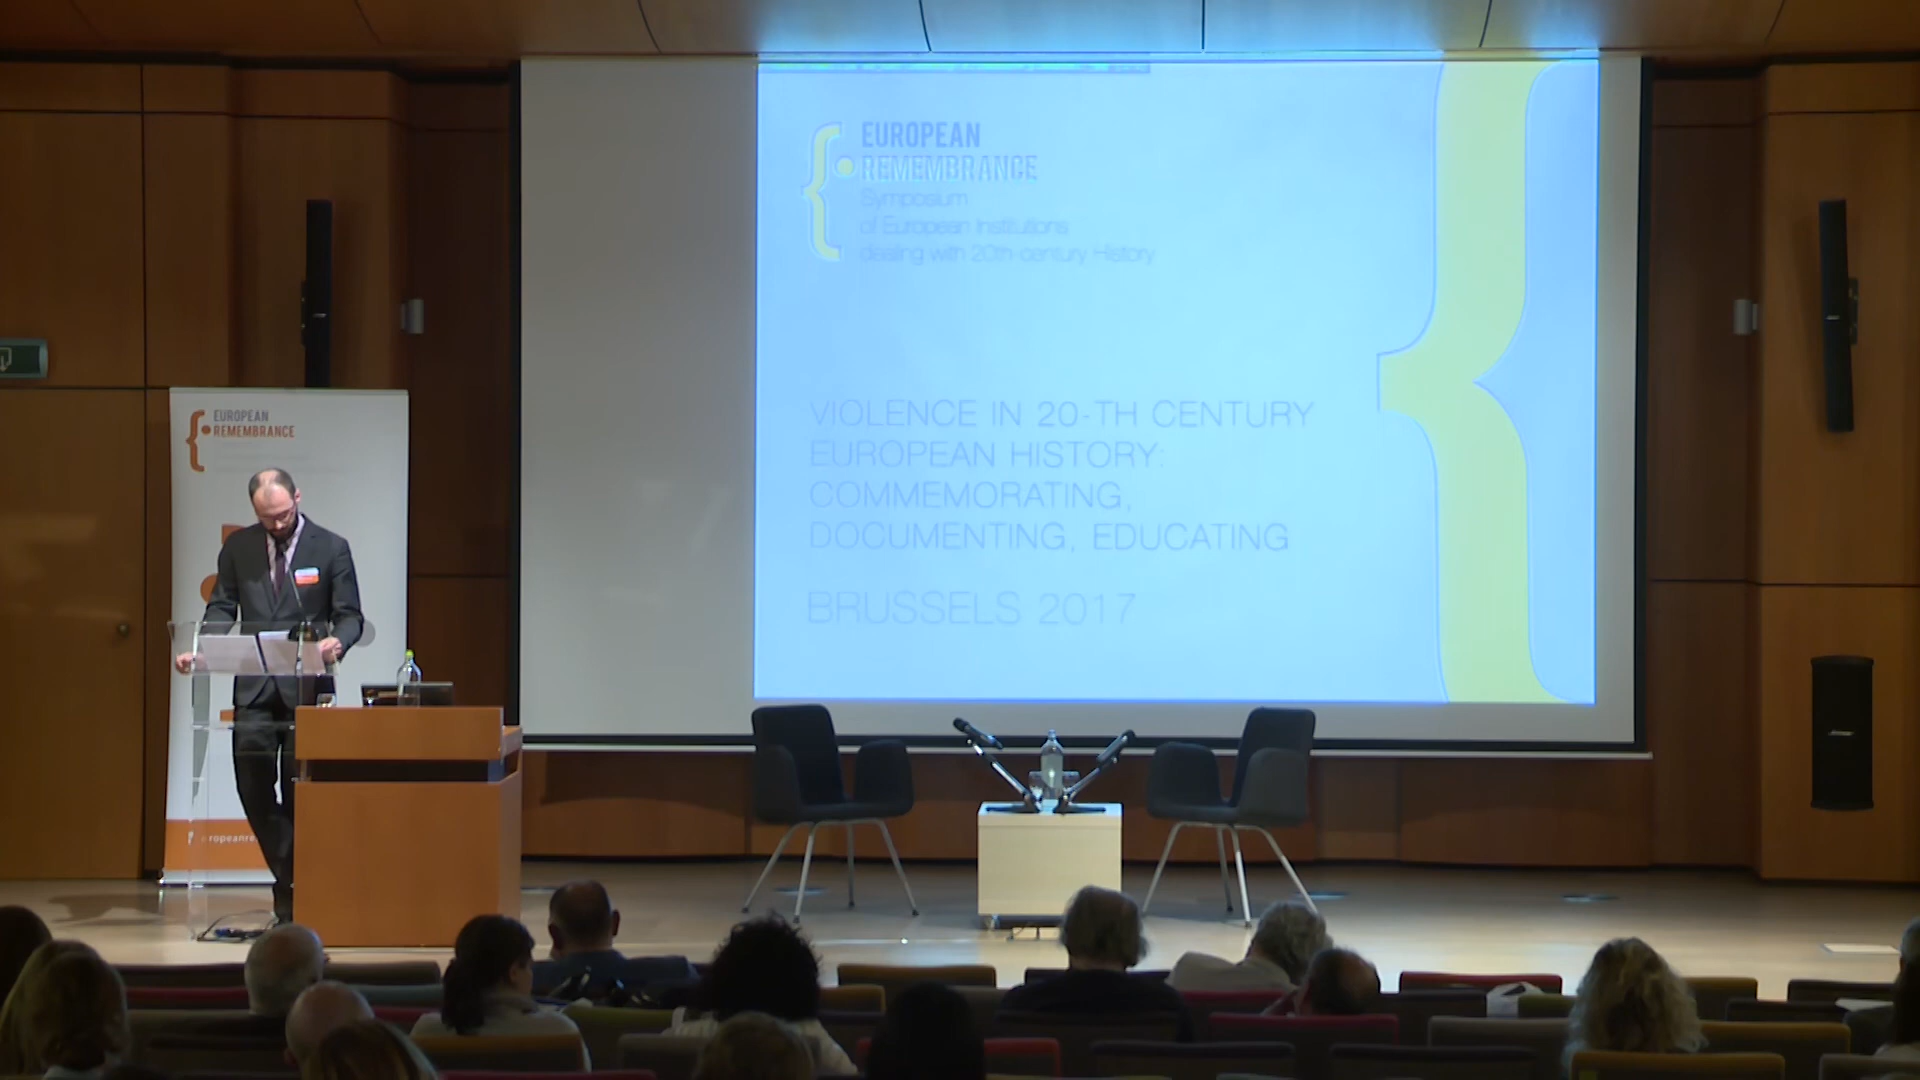 EUROPEAN
REMEMBRANCE
Symposium
of European Institutions
dealing with 20th-century History
VIOLENCE IN 20-TH CENTURY
EUROPEAN HISTORY:
COMMEMORATING,
DOCUMENTING, EDUCATING
BRUSSELS 2017
EUROPEAN
REMEMBRANCE
ropeanre